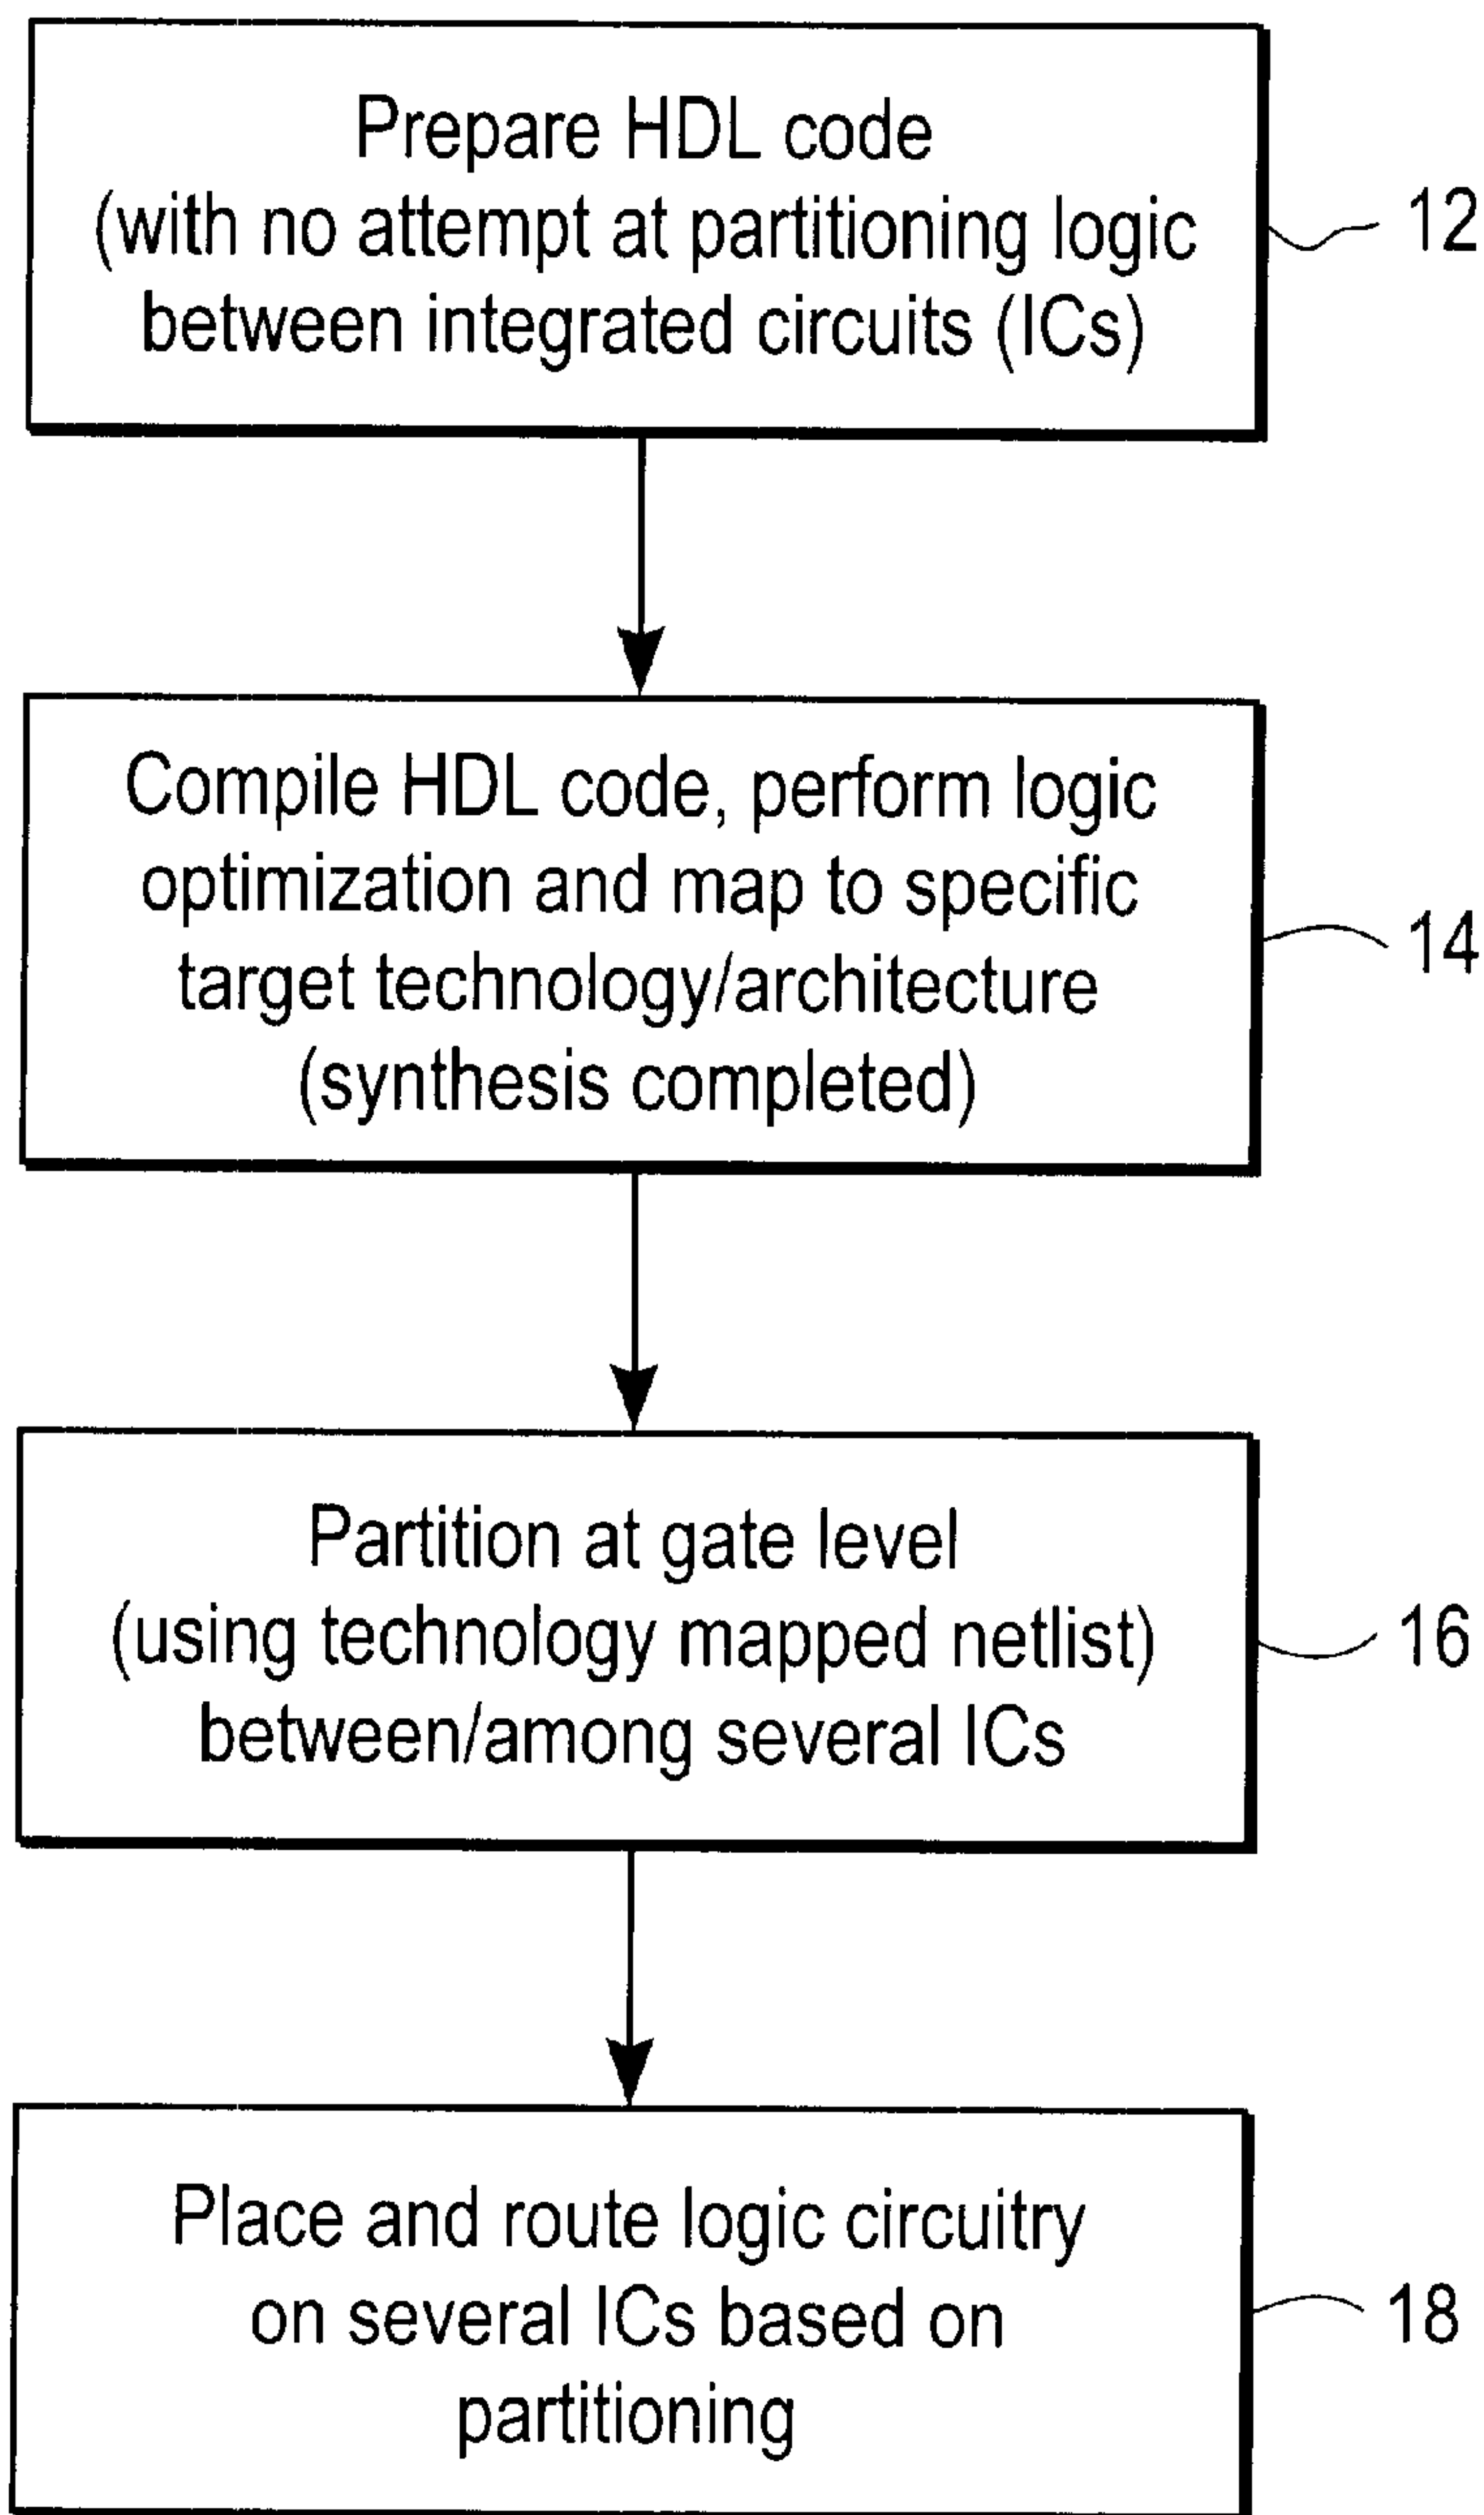 Prepare HDL code
(with no attempt at partitioning logic
between integrated circuits (ICs)
12
Compile HDL code, perform logic
optimization and map to specific
target technology/architecture
(synthesis completed)
14
Partition at gate level
(using technology mapped netlist)
between/among several ICs
16
Place and route logic circuitry
on several ICs based on
partitioning
18